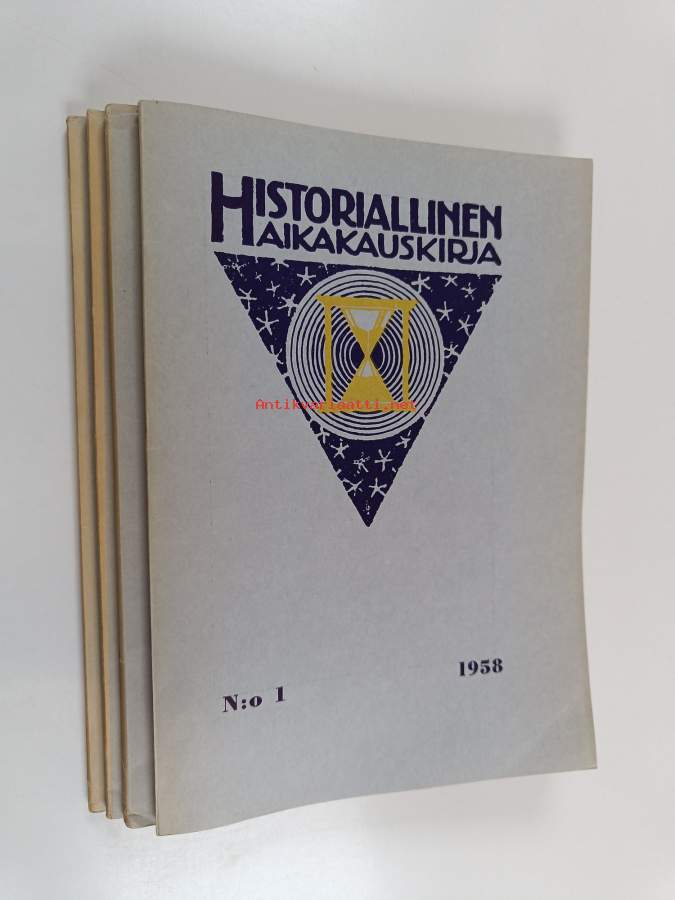 HISTORIALLINEN
AIKAKAUSKIRJA
Antikvariaatti.net
N:o 1
1958